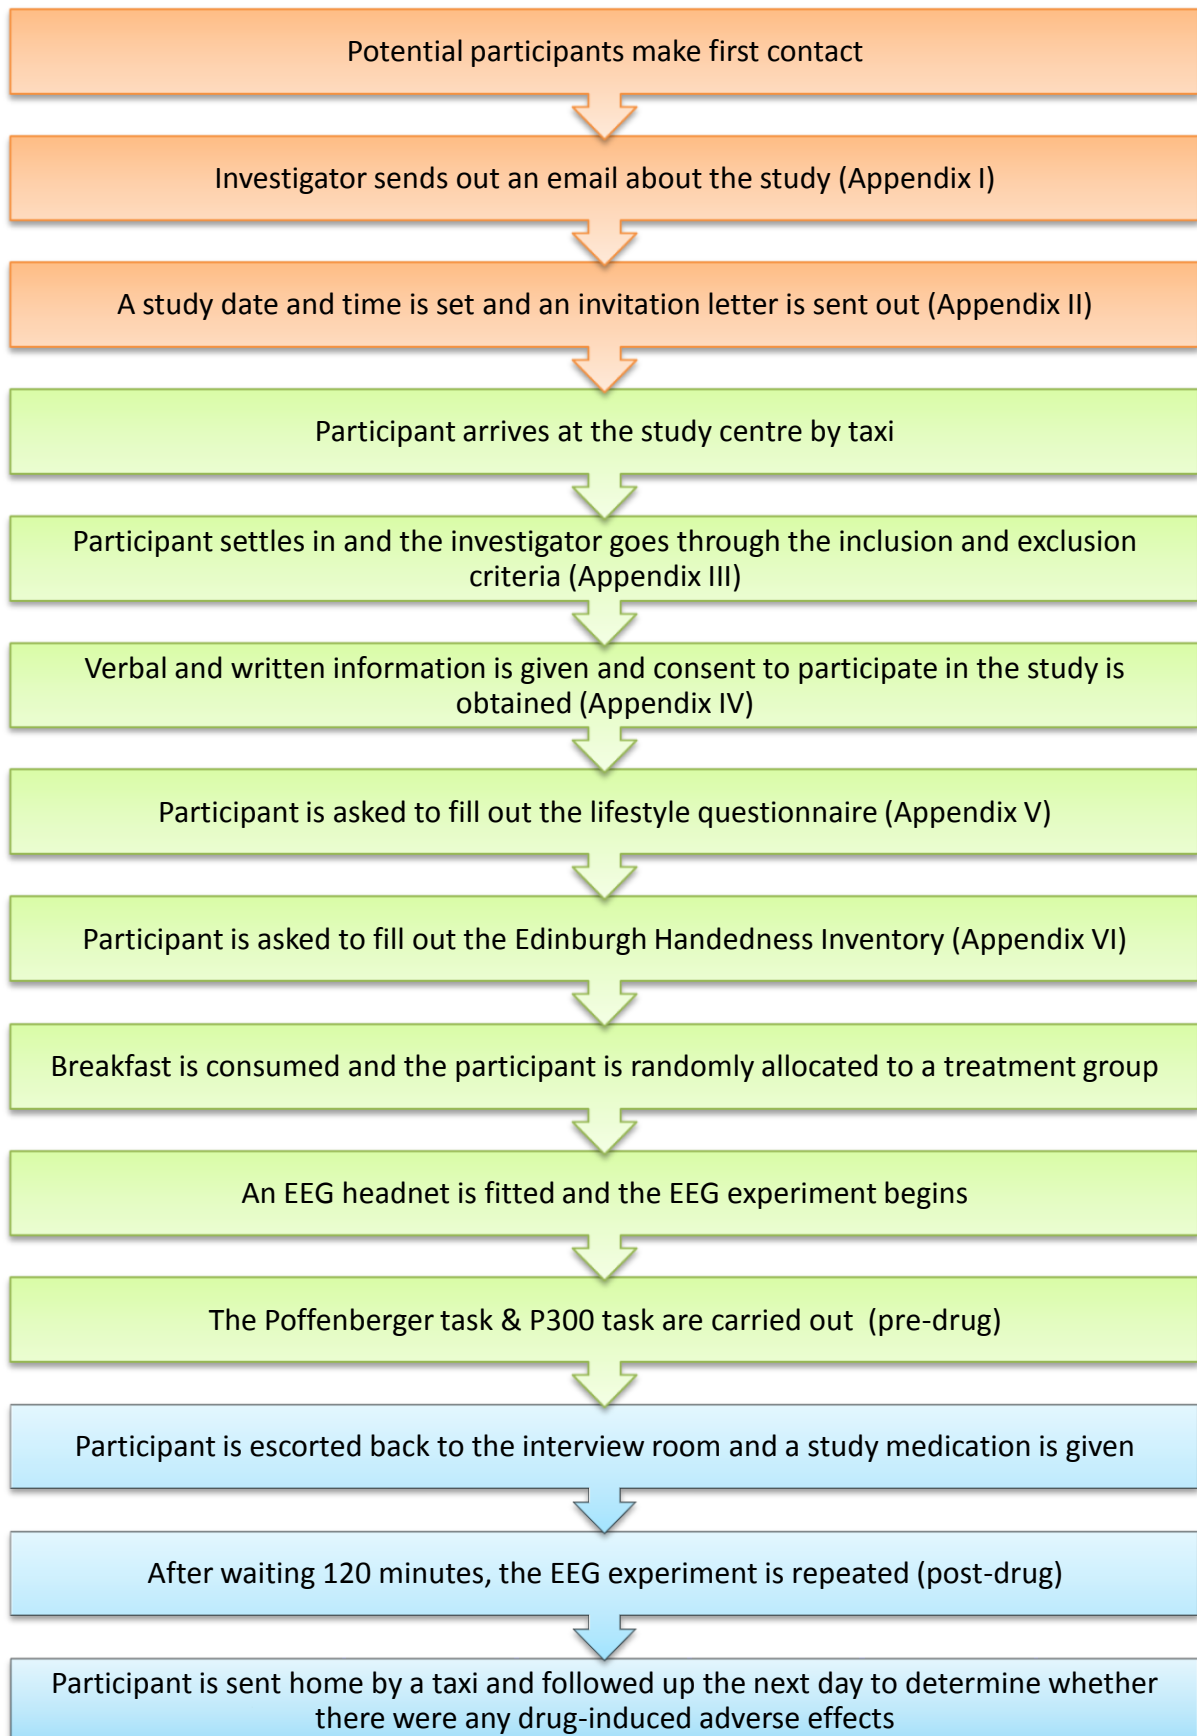 Potential participants make first contact
Investigator sends out an email about the study (Appendix I)
A study date and time is set and an invitation letter is sent out (Appendix II)
Participant arrives at the study centre by taxi
Participant settles in and the investigator goes through the inclusion and exclusion
criteria (Appendix III)
Verbal and written information is given and consent to participate in the study is
obtained (Appendix IV)
Participant is asked to fill out the lifestyle questionnaire (Appendix V)
Participant is asked to fill out the Edinburgh Handedness Inventory (Appendix VI)
Breakfast is consumed and the participant is randomly allocated to a treatment group
An EEG headnet is fitted and the EEG experiment begins
The Poffenberger task & P300 task are carried out (pre-drug)
Participant is escorted back to the interview room and a study medication is given
After waiting 120 minutes, the EEG experiment is repeated (post-drug)
Participant is sent home by a taxi and followed up the next day to determine whether
there were any drug-induced adverse effects